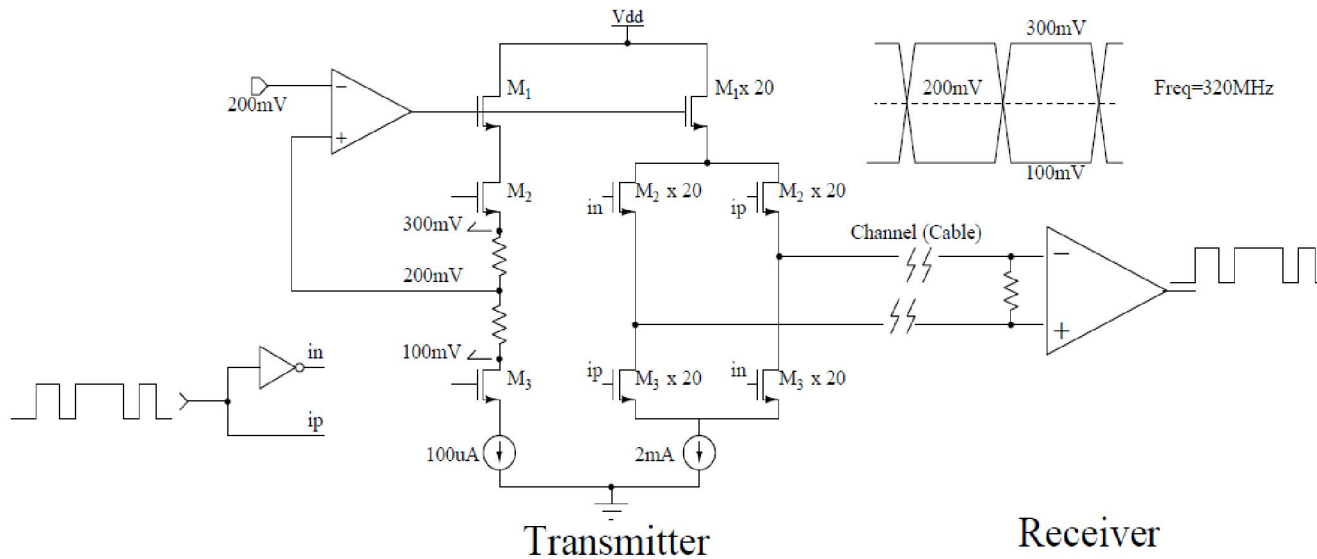 Vdd
300mV
M1
M1x 20
200mV
200mV
Freq=320MHz
100mV
M2
in
M2 x 20
ip
M2 x 20
300mV
Channel (Cable)
200mV
100mV
in
M3
ip
M3 x 20
in
M3 x 20
ip
100uA
2mA
Transmitter
Receiver